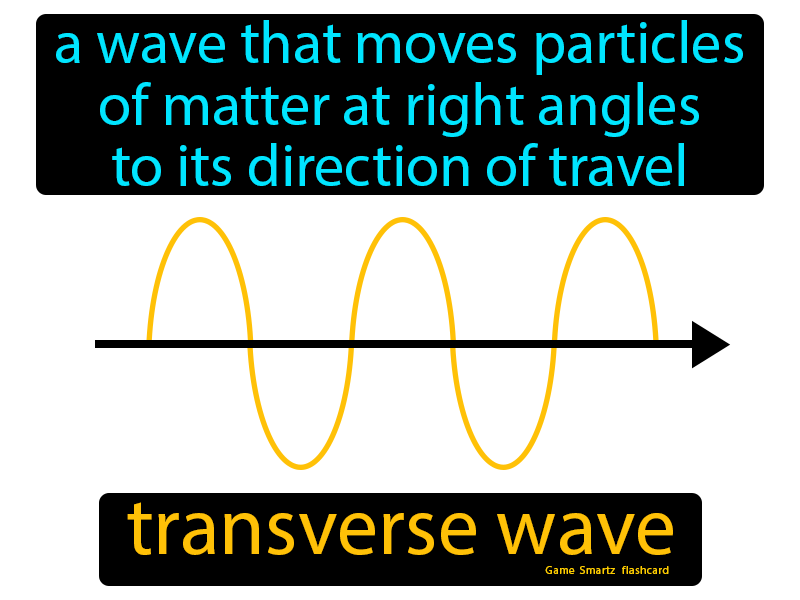 a wave that moves particles
of matter at right angles
to its direction of travel
transverse wave
Game Smartz flashcard